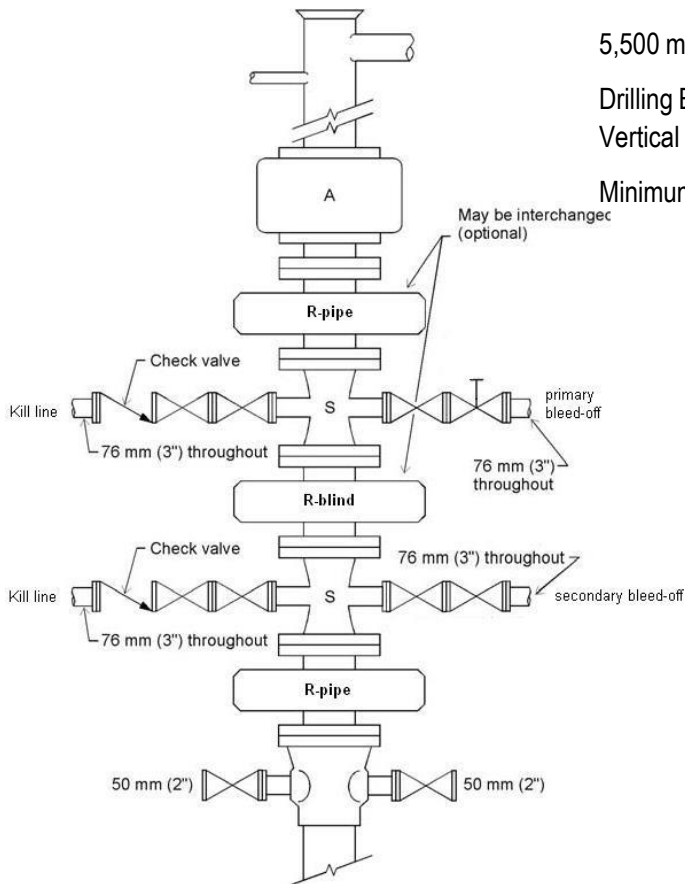 5,500 m
Drilling
Vertical
A
May be interchanged
(optional)
R-pipe
Check valve
Kill line
S
primary
bleed-off
76 mm (3") throughout
76 mm (3")
throughout
R-blind
Check valve
76 mm (3") throughout
Kill line
S
secondary bleed-off
76 mm (3") throughout
R-pipe
50 mm (2")
50 mm (2")